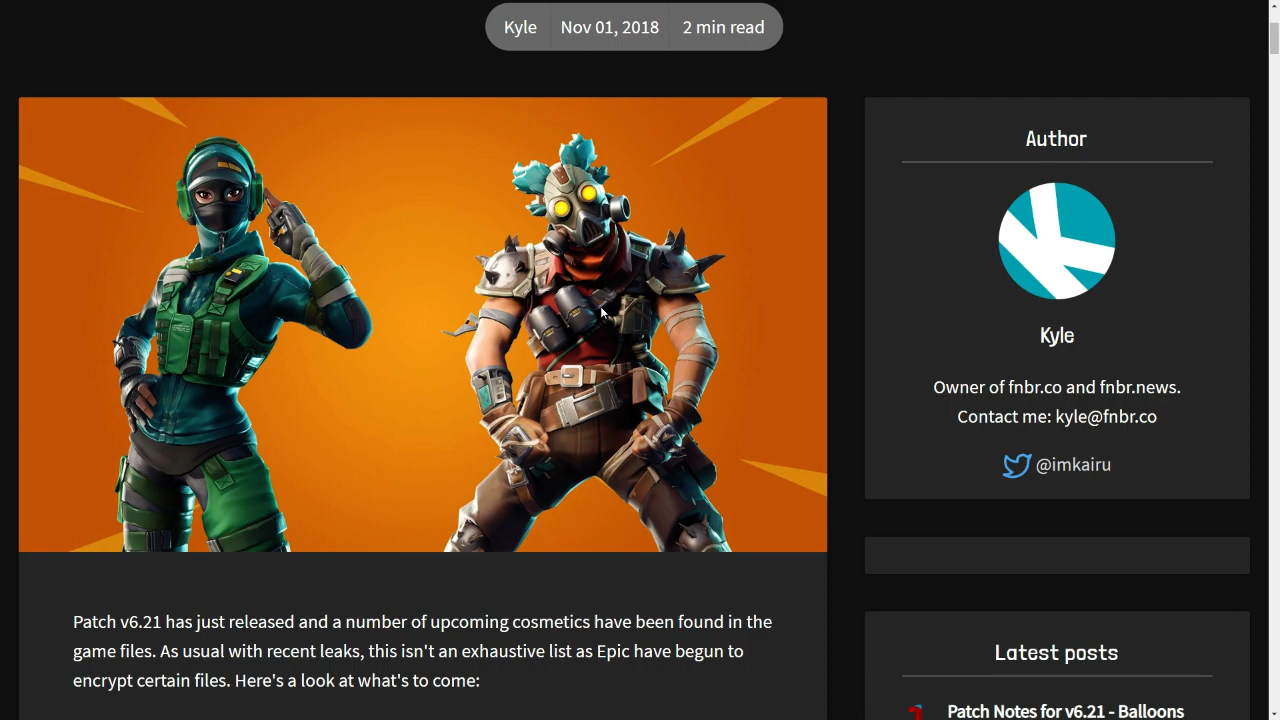 Kyle Nov 01, 2018 2 min read
Patch v6.21 has just released and a number of upcoming cosmetics have been found in the
game files. As usual with recent leaks, this isn't an exhaustive list as Epic have begun to
encrypt certain files. Here's a look at what's to come:
Author
Kyle
Owner of fnbr.co and fnbr.news.
Contact me: kyle@fnbr.co
@imkairu
Latest posts
Patch Notes for v6.21 - Balloons